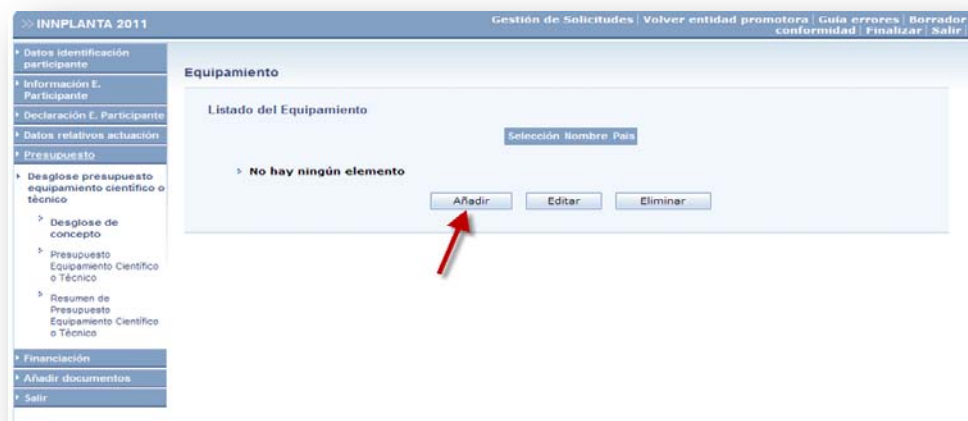 >> INNPLANTA 2011
Gestión de Solicitudes | Volver entidad promotora | Guía errores | Borrador
conformidad | Finalizar | Salir |
Datos identificación
participante
Información E.
Participante
Declaración E. Participante
Datos relativos actuación
Presupuesto
Desglose presupuesto
equipamiento científico o
técnico
Desglose de
concepto
Presupuesto
Equipamiento Científico
o Técnico
Resumen de
Presupuesto
Equipamiento Científico
o Técnico
Financiación
Añadir documentos
Salir
Equipamiento
Listado del Equipamiento
Selección Nombre País
No hay ningún elemento
Añadir Editar Eliminar